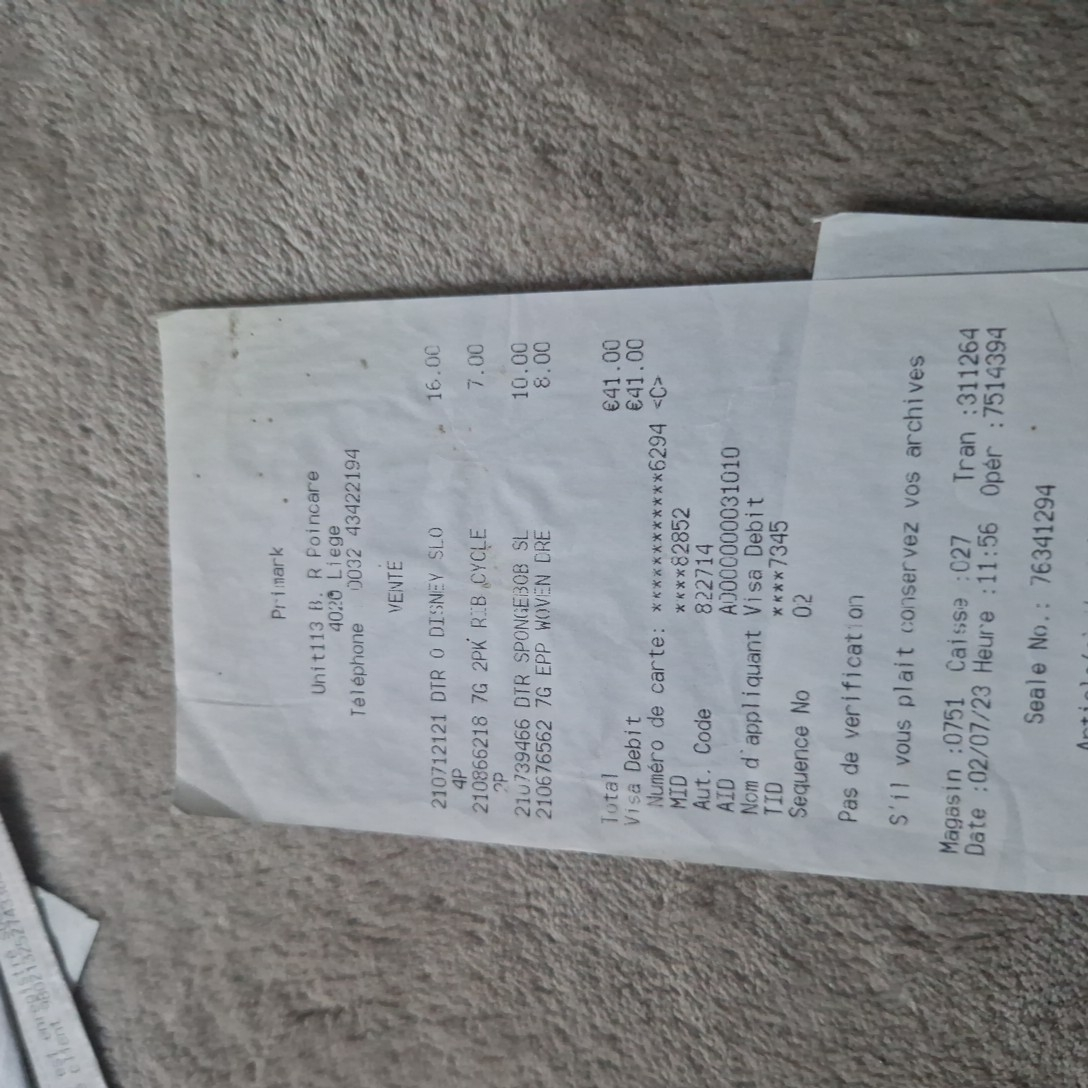 Primark
Unit113 B. R Poincare
4020 Liege
Téléphone 0032 43422194
VENTE
210712121 DTR O DISNEY SLO 16.00
4P
210866218 7G 2PK RIB CYCLE 7.00
2P
210739466 DTR SPONGEBOB SL 10.00
210676562 7G EPP WOVEN DRE 8.00
Total €41.00
Visa Debit €41.00
Numéro de carte: ************6294 <C>
MID ****82852
Aut. Code 822714
AID A0000000031010
Nom d'appliquant Visa Debit
TID ****7345
Sequence No 02
Pas de verification
S'il vous plait conservez vos archives
Magasin :0751 Caisse :027 Tran :311264
Date :02/07/23 Heure :11:56 Opér :7514394
Seale No.: 76341294